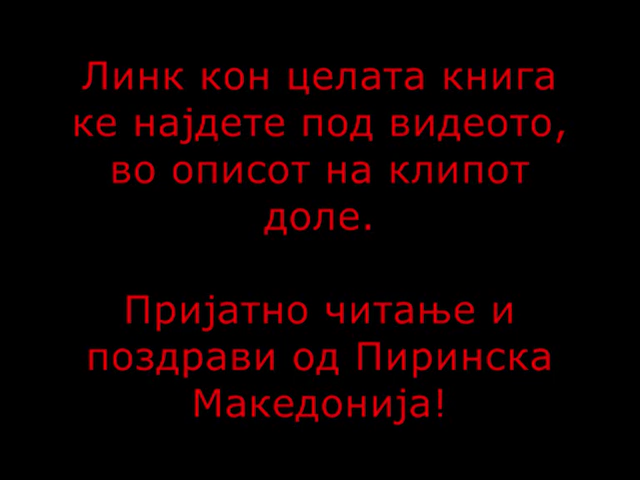 Линк кон целата книга
ке најдете под видеото,
во описот на клипот
доле.
Пријатно читање и
поздрави од Пиринска
Македонија!